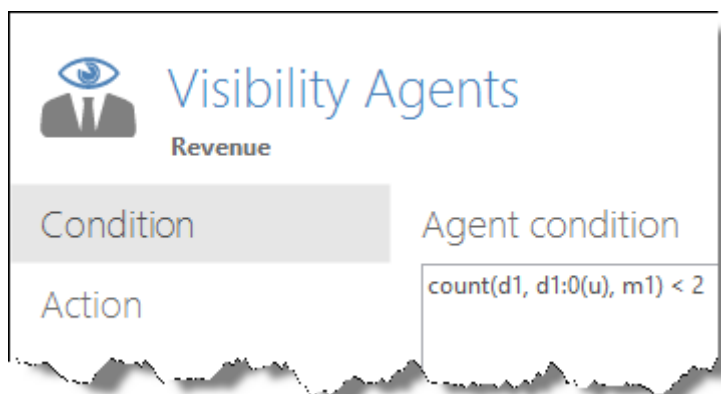 Visibility Agents
Revenue
Condition
Agent condition
count(d1, d1:0(u), m1) < 2
Action